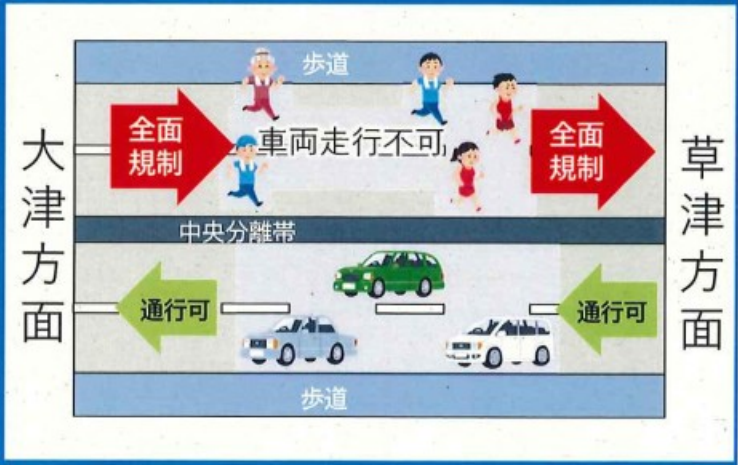 歩道
全面
規制
車両走行不可
全面
規制
大津方面
草津方面
中央分離帯
通行可
通行可
歩道